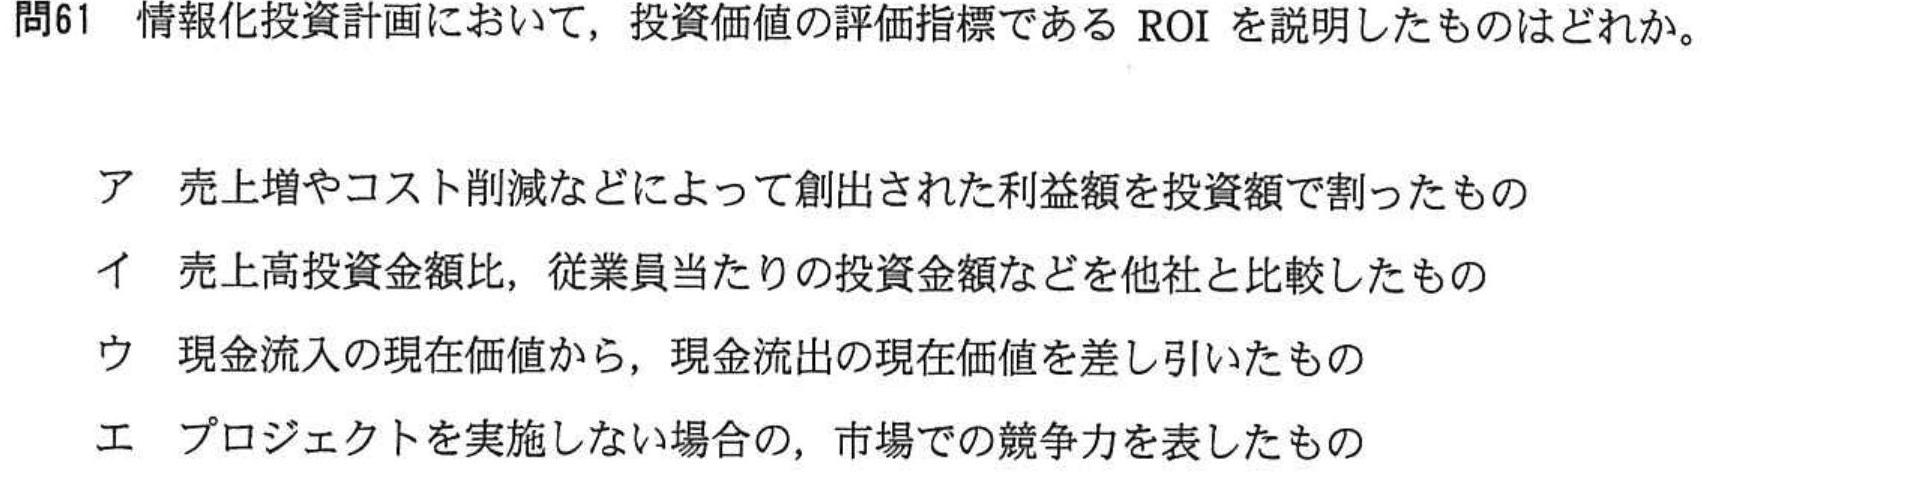 問61 情報化投資計画において，投資価値の評価指標である ROI を説明したものはどれか。
ア 売上増やコスト削減などによって創出された利益額を投資額で割ったもの
イ 売上高投資金額比，従業員当たりの投資金額などを他社と比較したもの
ウ 現金流入の現在価値から，現金流出の現在価値を差し引いたもの
エ プロジェクトを実施しない場合の，市場での競争力を表したもの